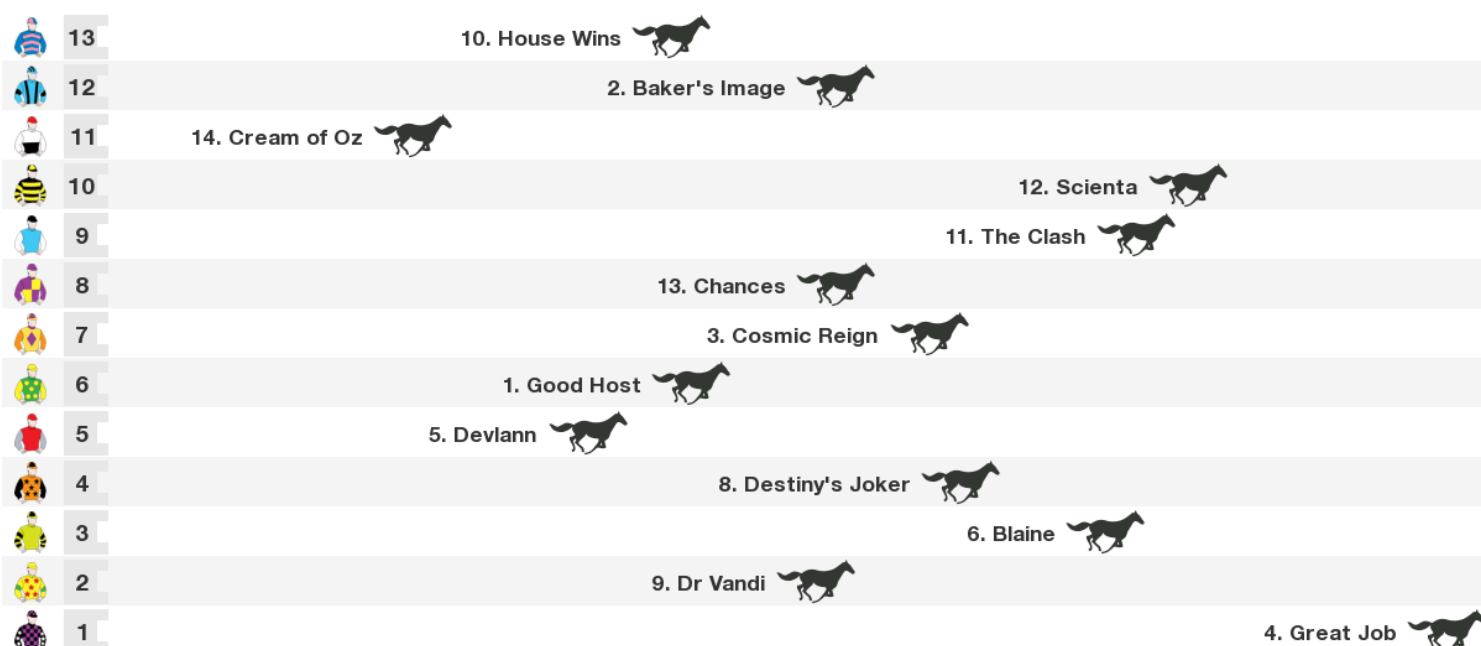 13 10. House Wins
12 2. Baker's Image
11 14. Cream of Oz
10 12. Scienta
9 11. The Clash
8 13. Chances
7 3. Cosmic Reign
6 1. Good Host
5 5. Devlann
4 8. Destiny's Joker
3 6. Blaine
2 9. Dr Vandi
1 4. Great Job